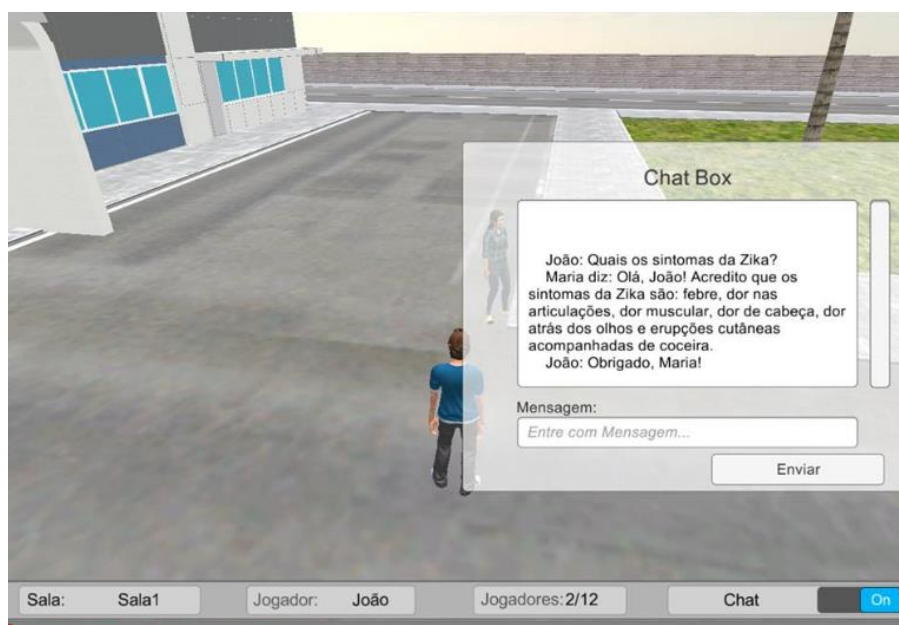 Chat Box
João: Quais os sintomas da Zika?
Maria diz: Olá, João! Acredito que os
sintomas da Zika são: febre, dor nas
articulações, dor muscular, dor de cabeça, dor
atrás dos olhos e erupções cutâneas
acompanhadas de coceira.
João: Obrigado, Maria!
Mensagem:
Entre com Mensagem...
Enviar
Sala: Sala1 Jogador: João Jogadores: 2/12 Chat On